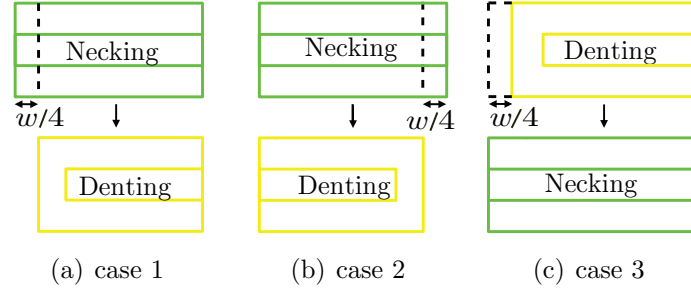 Necking
Necking
Denting
w/4
w/4
w/4
Denting
Denting
Necking
(a) case 1
(b) case 2
(c) case 3